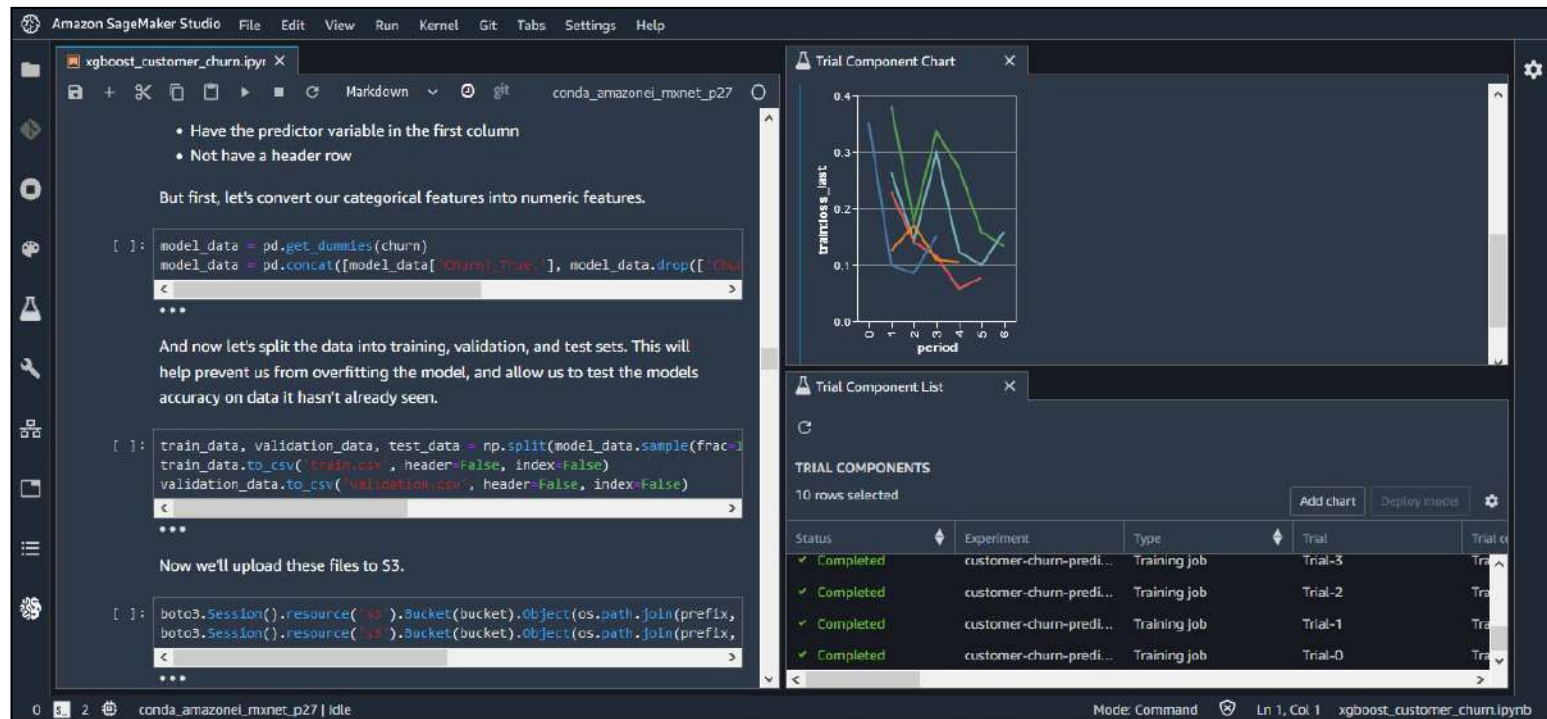 Amazon SageMaker Studio File Edit View Run Kernel Git Tabs Settings Help
xgboost_customer_churn.ipyr
Markdown git conda_amazonei_mxnet_p27
• Have the predictor variable in the first column
• Not have a header row
But first, let's convert our categorical features into numeric features.
[ ]: model_data = pd.get_dummies(churn)
model_data = pd.concat([model_data['Churn?_True.'], model_data.drop(['Chur
And now let's split the data into training, validation, and test sets. This will
help prevent us from overfitting the model, and allow us to test the models
accuracy on data it hasn't already seen.
[ ]: train_data, validation_data, test_data = np.split(model_data.sample(frac=1
train_data.to_csv('train.csv', header=False, index=False)
validation_data.to_csv('validation.csv', header=False, index=False)
Now we'll upload these files to S3.
[ ]: boto3.Session().resource('s3').Bucket(bucket).Object(os.path.join(prefix,
boto3.Session().resource('s3').Bucket(bucket).Object(os.path.join(prefix,
Trial Component Chart
train:loss_last
0.4
0.3
0.2
0.1
0.0
0 1 2 3 4 5 6
period
Trial Component List
TRIAL COMPONENTS
10 rows selected
Add chart Deploy model
Status Experiment Type Trial Trial co
Completed customer-churn-predi... Training job Trial-3 Tra
Completed customer-churn-predi... Training job Trial-2 Tra
Completed customer-churn-predi... Training job Trial-1 Tra
Completed customer-churn-predi... Training job Trial-0 Tra
0 2 conda_amazonei_mxnet_p27 | Idle Mode: Command Ln 1, Col 1 xgboost_customer_churn.ipynb